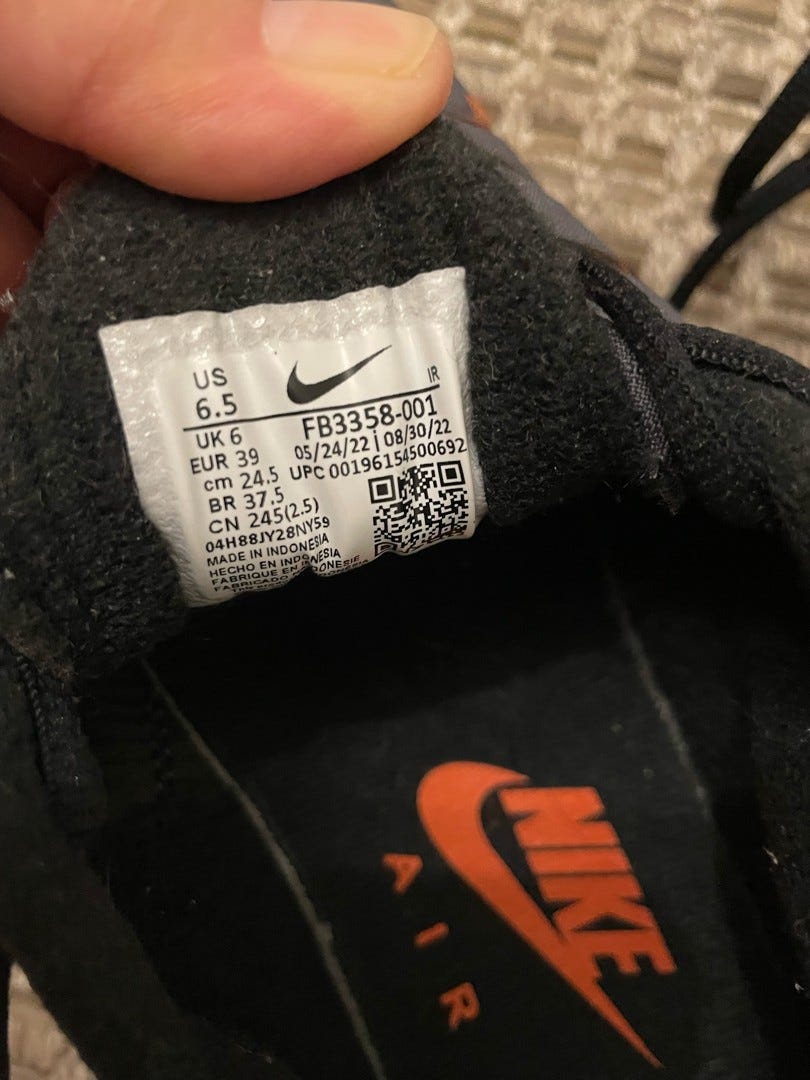 US
6.5
IR
FB3358-001
05/24/22 | 08/30/22
UPC 00196154500692
UK 6
EUR 39
cm 24.5
BR 37.5
CN 245(2.5)
04H88JY28NY59
MADE IN INDONESIA
HECHO EN INDONESIA
FABRIQUE EN INDONESIE
FABRICADO INDONESIA
NIKE
AIR